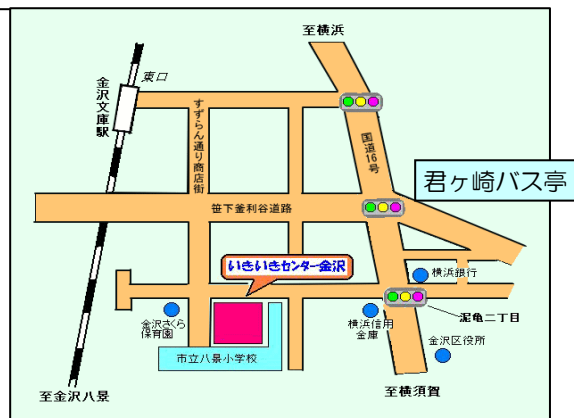 至横浜
東口
金沢
文庫
駅
すずらん通り商店街
国道16号
君ヶ崎バス亭
笹下釜利谷道路
いきいきセンター金沢
横浜銀行
金沢さくら
保育園
横浜信用
金庫
泥亀二丁目
金沢区役所
市立八景小学校
至金沢八景
至横須賀